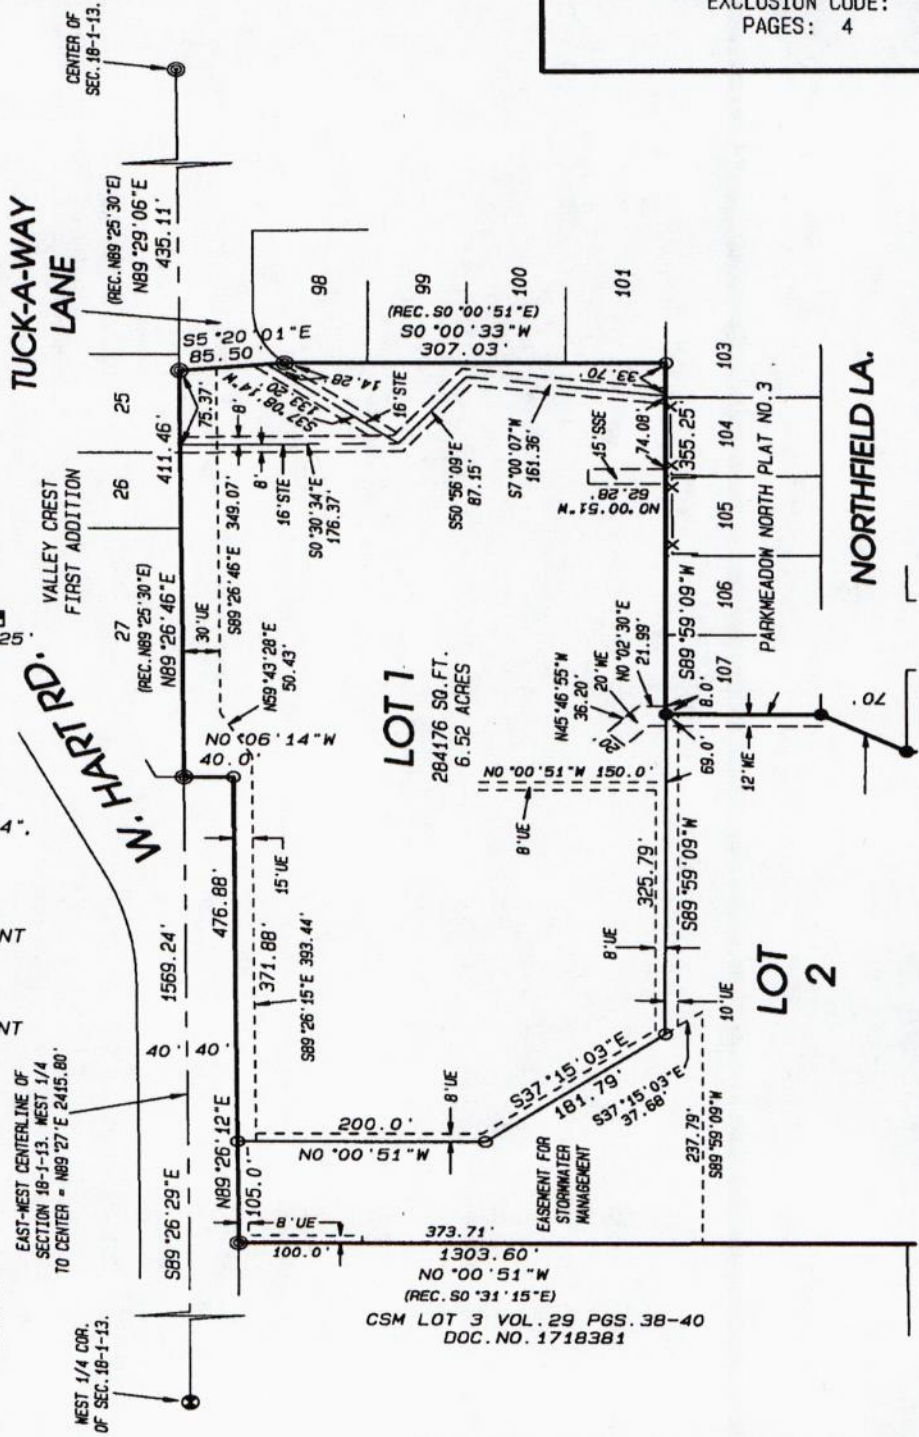 EXCLUSION CODE:
PAGES: 4
CENTER OF
SEC.18-1-13.
TUCK-A-WAY
LANE
(REC.N89°25'30"E)
N89°29'06"E
435.11'
98
99
100
101
(REC.S0°00'51"E)
S0°00'33"W
307.03'
S5°20'01"E
85.50'
14.28'
S37°08'14"W
133.20'
16'STE
33.70'
103
25
75.37'
8'
411.46'
26
8'
16'STE
S0°30'34"E
176.37'
S50°56'09"E
87.15'
S7°00'07"W
161.36'
15'SSE
74.08'
62.28'
N0°00'51"W
355.25'
104
105
106
107
PARKMEADOW NORTH PLAT NO.3
NORTHFIELD LA.
VALLEY CREST
FIRST ADDITION
27
(REC.N89°25'30"E)
N89°26'46"E
30'UE
S89°26'46"E 349.07'
N59°43'28"E
50.43'
25'
W. HART RD.
N0°06'14"W
40.0'
LOT 1
284176 SQ.FT.
6.52 ACRES
N45°46'55"W
36.20'
20'WE
N0°02'30"E
21.99'
20'
S89°59'09"W
8.0'
69.0'
12'WE
70'
N0°00'51"W 150.0'
8'UE
4".
NT
NT
1569.24'
476.88'
15'UE
371.88'
S89°26'15"E 393.44'
325.79'
8'UE
S89°59'09"W
10'UE
LOT
2
40' 40'
EAST-WEST CENTERLINE OF
SECTION 18-1-13. WEST 1/4
TO CENTER = N89°27'E 2415.80'
S89°26'29"E
N89°26'12"E
105.0'
200.0'
N0°00'51"W
8'UE
S37°15'03"E
181.79'
S37°15'03"E
37.68'
237.79'
S89°59'09"W
EASEMENT FOR
STORMWATER
MANAGEMENT
8'UE
100.0'
373.71'
1303.60'
N0°00'51"W
(REC.S0°31'15"E)
CSM LOT 3 VOL.29 PGS.38-40
DOC.NO.1718381
WEST 1/4 COR.
OF SEC.18-1-13.